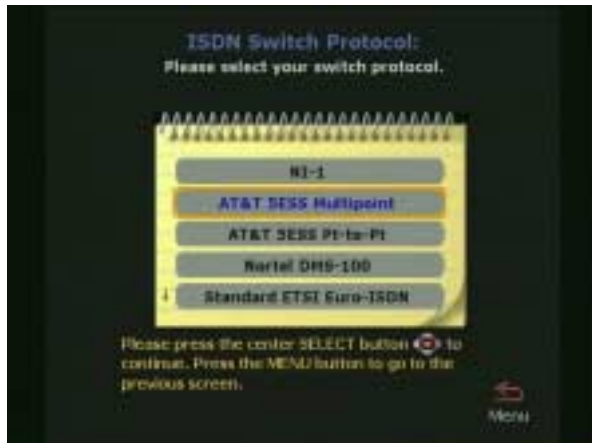 ISDN Switch Protocol:
Please select your switch protocol.
NI-1
AT&T 5ESS Multipoint
AT&T 5ESS Pt-to-Pt
Nortel DMS-100
Standard ETSI Euro-ISDN
Please press the center SELECT button to
continue. Press the MENU button to go to the
previous screen.
Menu